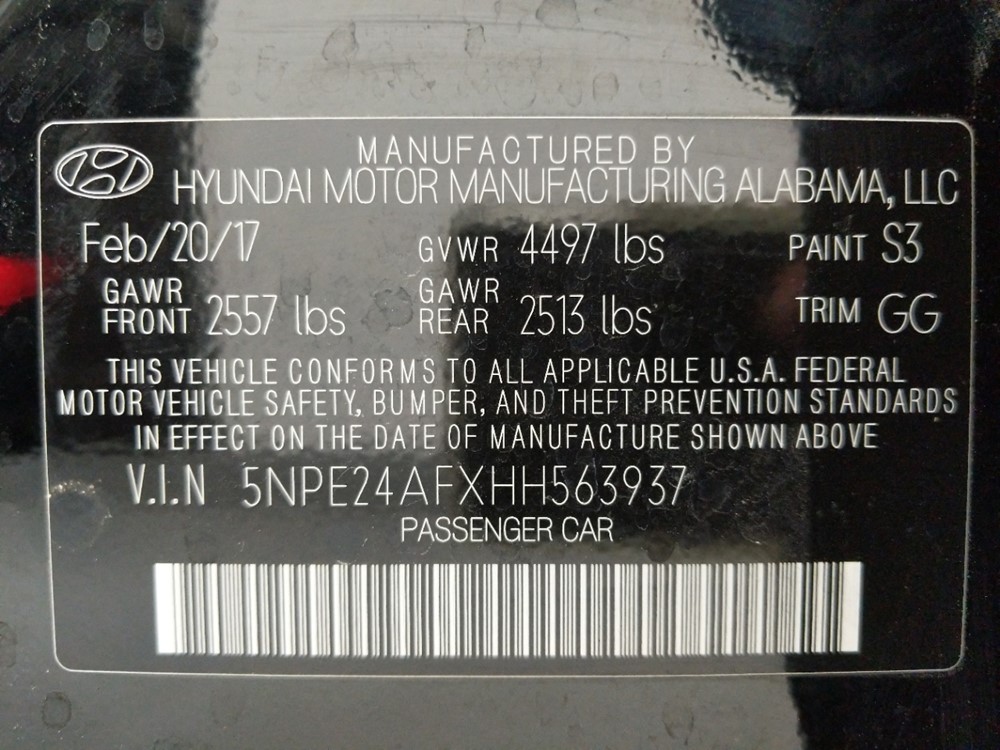 MANUFACTURED BY
HYUNDAI MOTOR MANUFACTURING ALABAMA, LLC
Feb/20/17 GVWR 4497 lbs PAINT S3
GAWR FRONT 2557 lbs GAWR REAR 2513 lbs TRIM GG
THIS VEHICLE CONFORMS TO ALL APPLICABLE U.S.A. FEDERAL
MOTOR VEHICLE SAFETY, BUMPER, AND THEFT PREVENTION STANDARDS
IN EFFECT ON THE DATE OF MANUFACTURE SHOWN ABOVE
V.I.N 5NPE24AFXHH563937
PASSENGER CAR